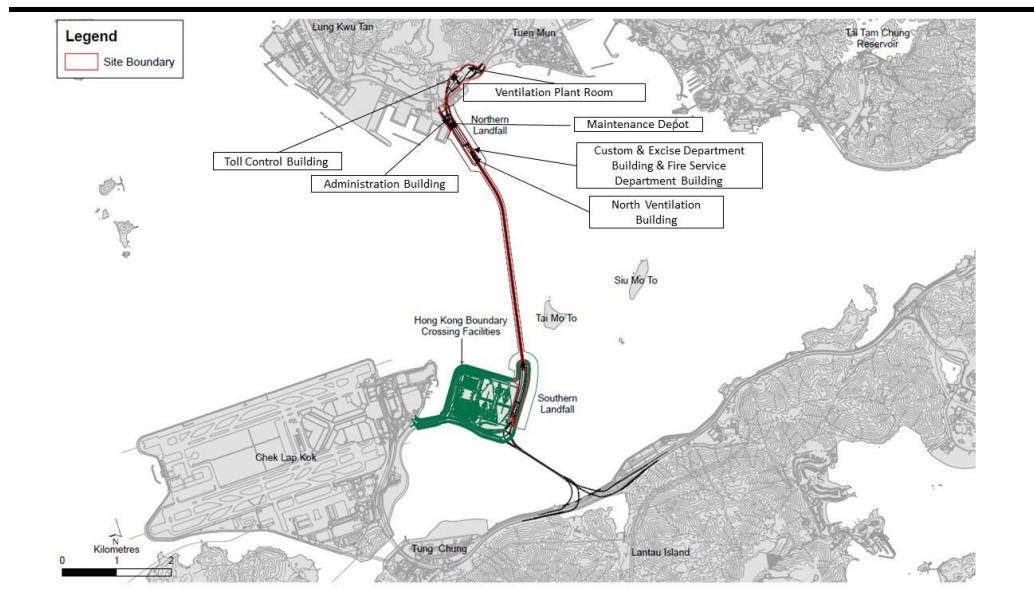 Legend
Site Boundary
Lung Kwu Tan
Tuen Mun
Tai Tam Chung
Reservoir
Ventilation Plant Room
Northern
Landfall
Maintenance Depot
Toll Control Building
Administration Building
Custom & Excise Department
Building & Fire Service
Department Building
North Ventilation
Building
Siu Mo To
Tai Mo To
Hong Kong Boundary
Crossing Facilities
Southern
Landfall
Chek Lap Kok
Tung Chung
Lantau Island
N
Kilometres
0 1 2